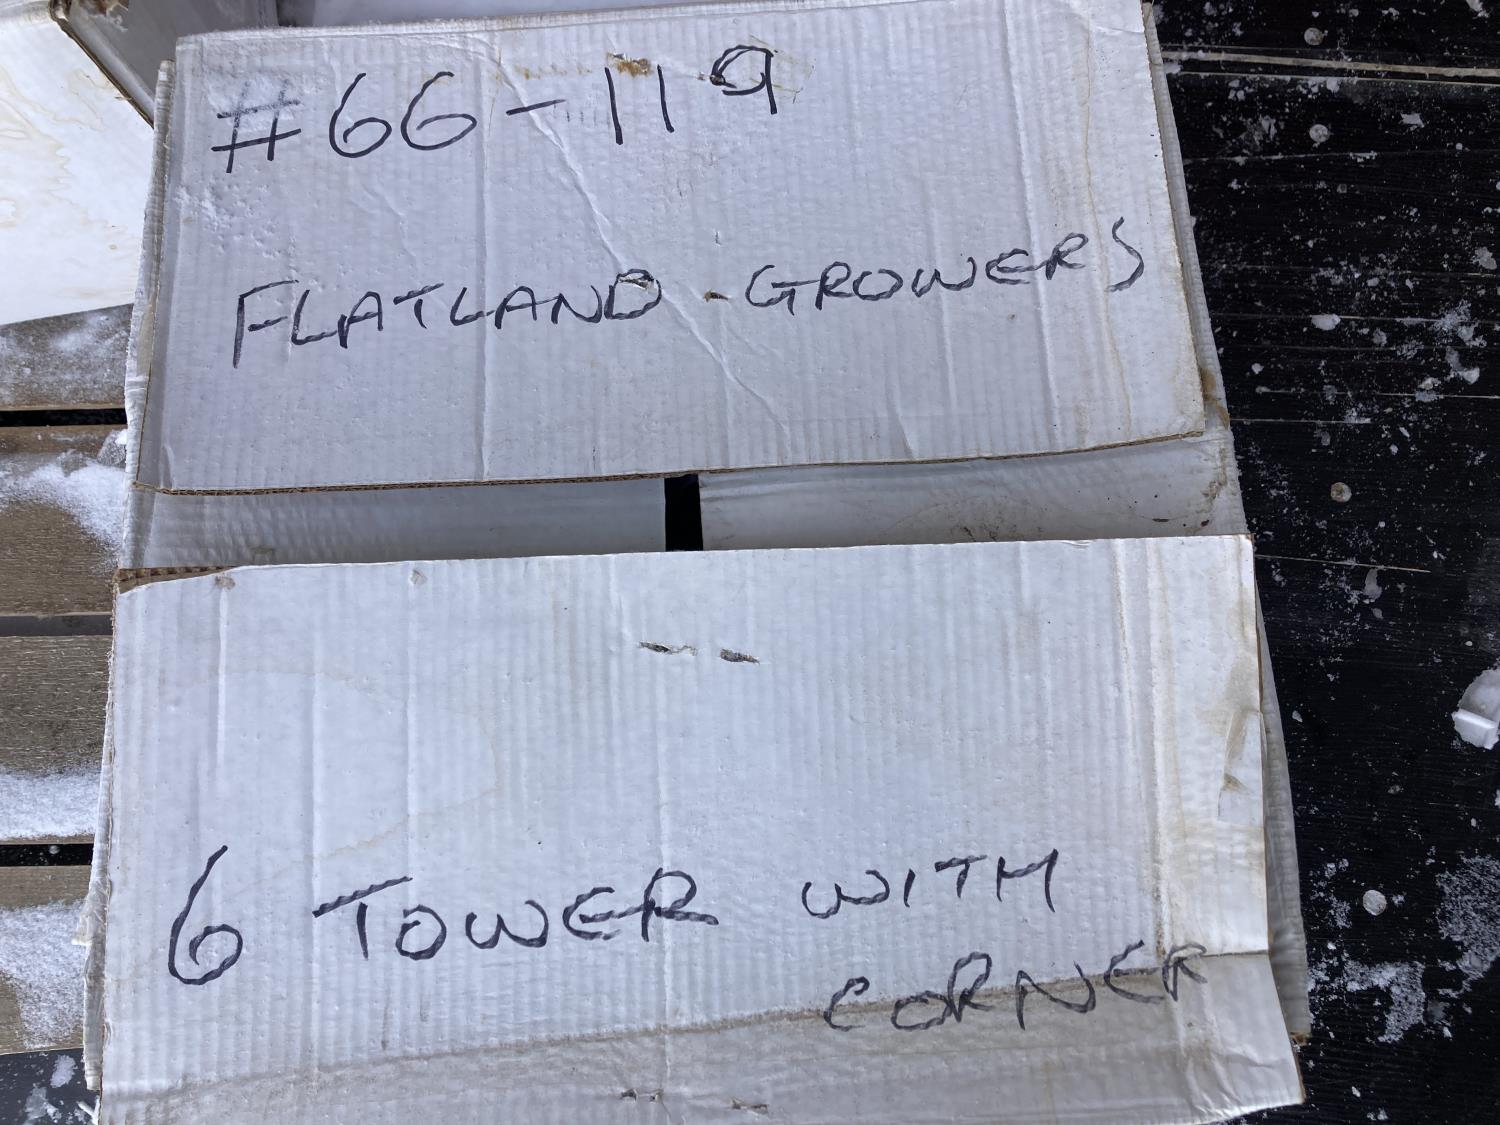 #66-119
FLATLAND GROWERS
6 TOWER WITH
CORNER